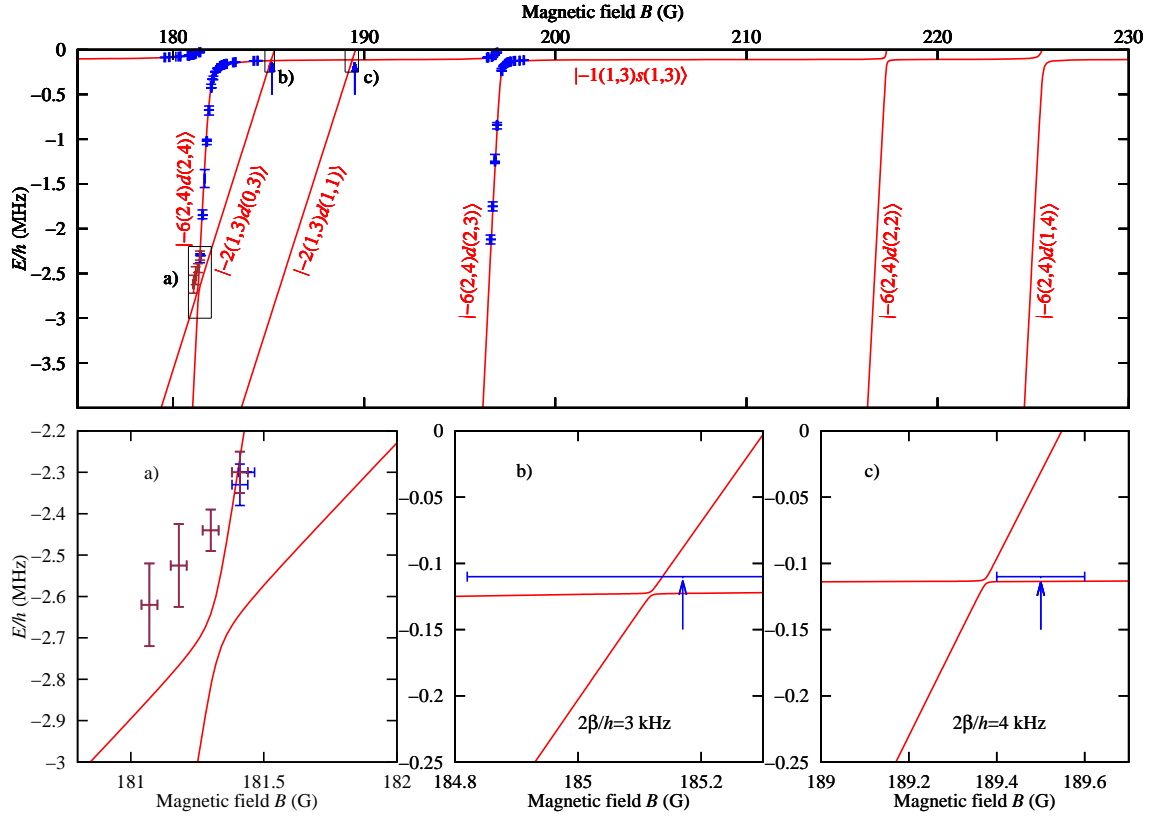 Magnetic field B (G)
180 190 200 210 220 230
0
−0.5
−1
−1.5
−2
−2.5
−3
−3.5
E/h (MHz)
|−6(2,4)d(2,4)⟩
|−2(1,3)d(0,3)⟩
|−2(1,3)d(1,1)⟩
|−1(1,3)s(1,3)⟩
|−6(2,4)d(2,3)⟩
|−6(2,4)d(2,2)⟩
|−6(2,4)d(1,4)⟩
a)
b)
c)
−2.2
−2.3
−2.4
−2.5
−2.6
−2.7
−2.8
−2.9
−3
E/h (MHz)
a)
181 181.5 182
Magnetic field B (G)
0
−0.05
−0.1
−0.15
−0.2
−0.25
b)
2β/h=3 kHz
184.8 185 185.2
Magnetic field B (G)
0
−0.05
−0.1
−0.15
−0.2
−0.25
c)
2β/h=4 kHz
189 189.2 189.4 189.6
Magnetic field B (G)